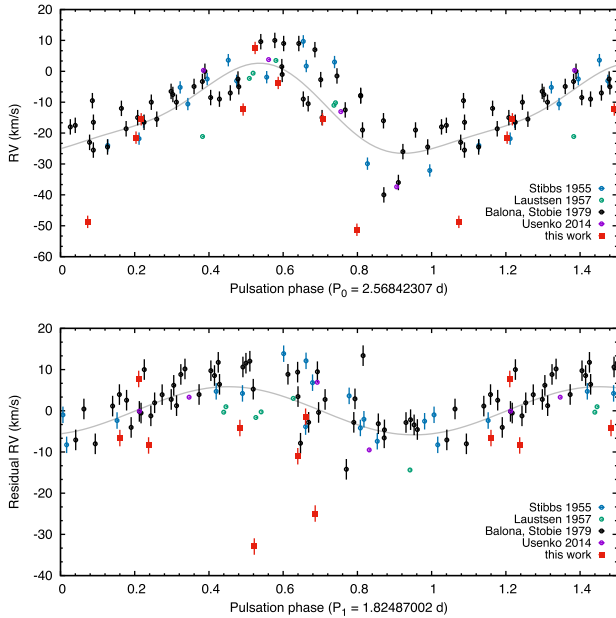 20
10
0
-10
-20
-30
-40
-50
-60
RV (km/s)
Stibbs 1955
Laustsen 1957
Balona, Stobie 1979
Usenko 2014
this work
0 0.2 0.4 0.6 0.8 1 1.2 1.4
Pulsation phase (P0 = 2.56842307 d)
20
10
0
-10
-20
-30
-40
Residual RV (km/s)
Stibbs 1955
Laustsen 1957
Balona, Stobie 1979
Usenko 2014
this work
0 0.2 0.4 0.6 0.8 1 1.2 1.4
Pulsation phase (P1 = 1.82487002 d)